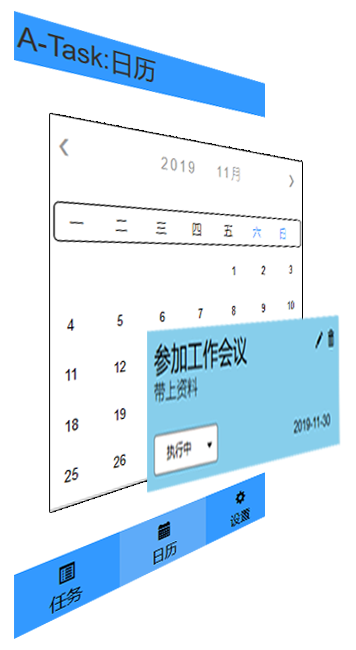 A-Task:日历
2019 11月
一 二 三 四 五 六 日
1 2 3
4 5 6 7 8 9 10
11 12
18 19
25 26
参加工作会议
带上资料
执行中
2019-11-30
任务 日历 设置